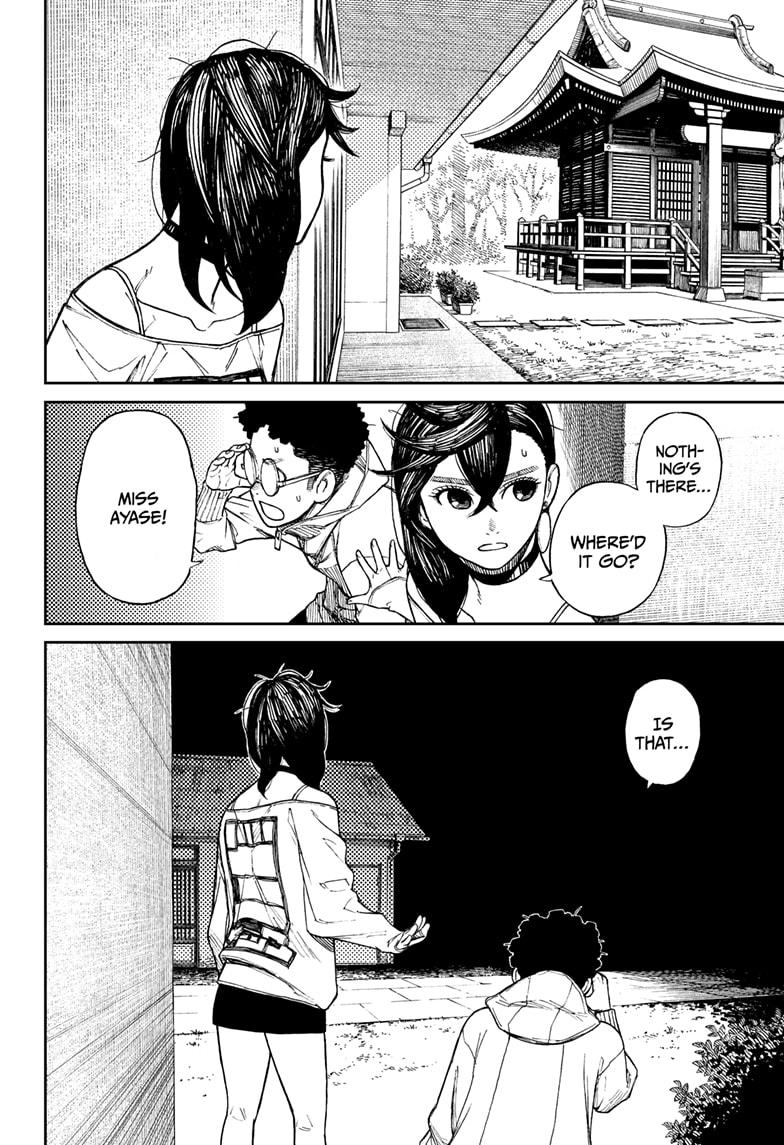 NOTH-
ING'S
THERE...
WHERE'D
IT GO?
MISS
AYASE!
IS
THAT...